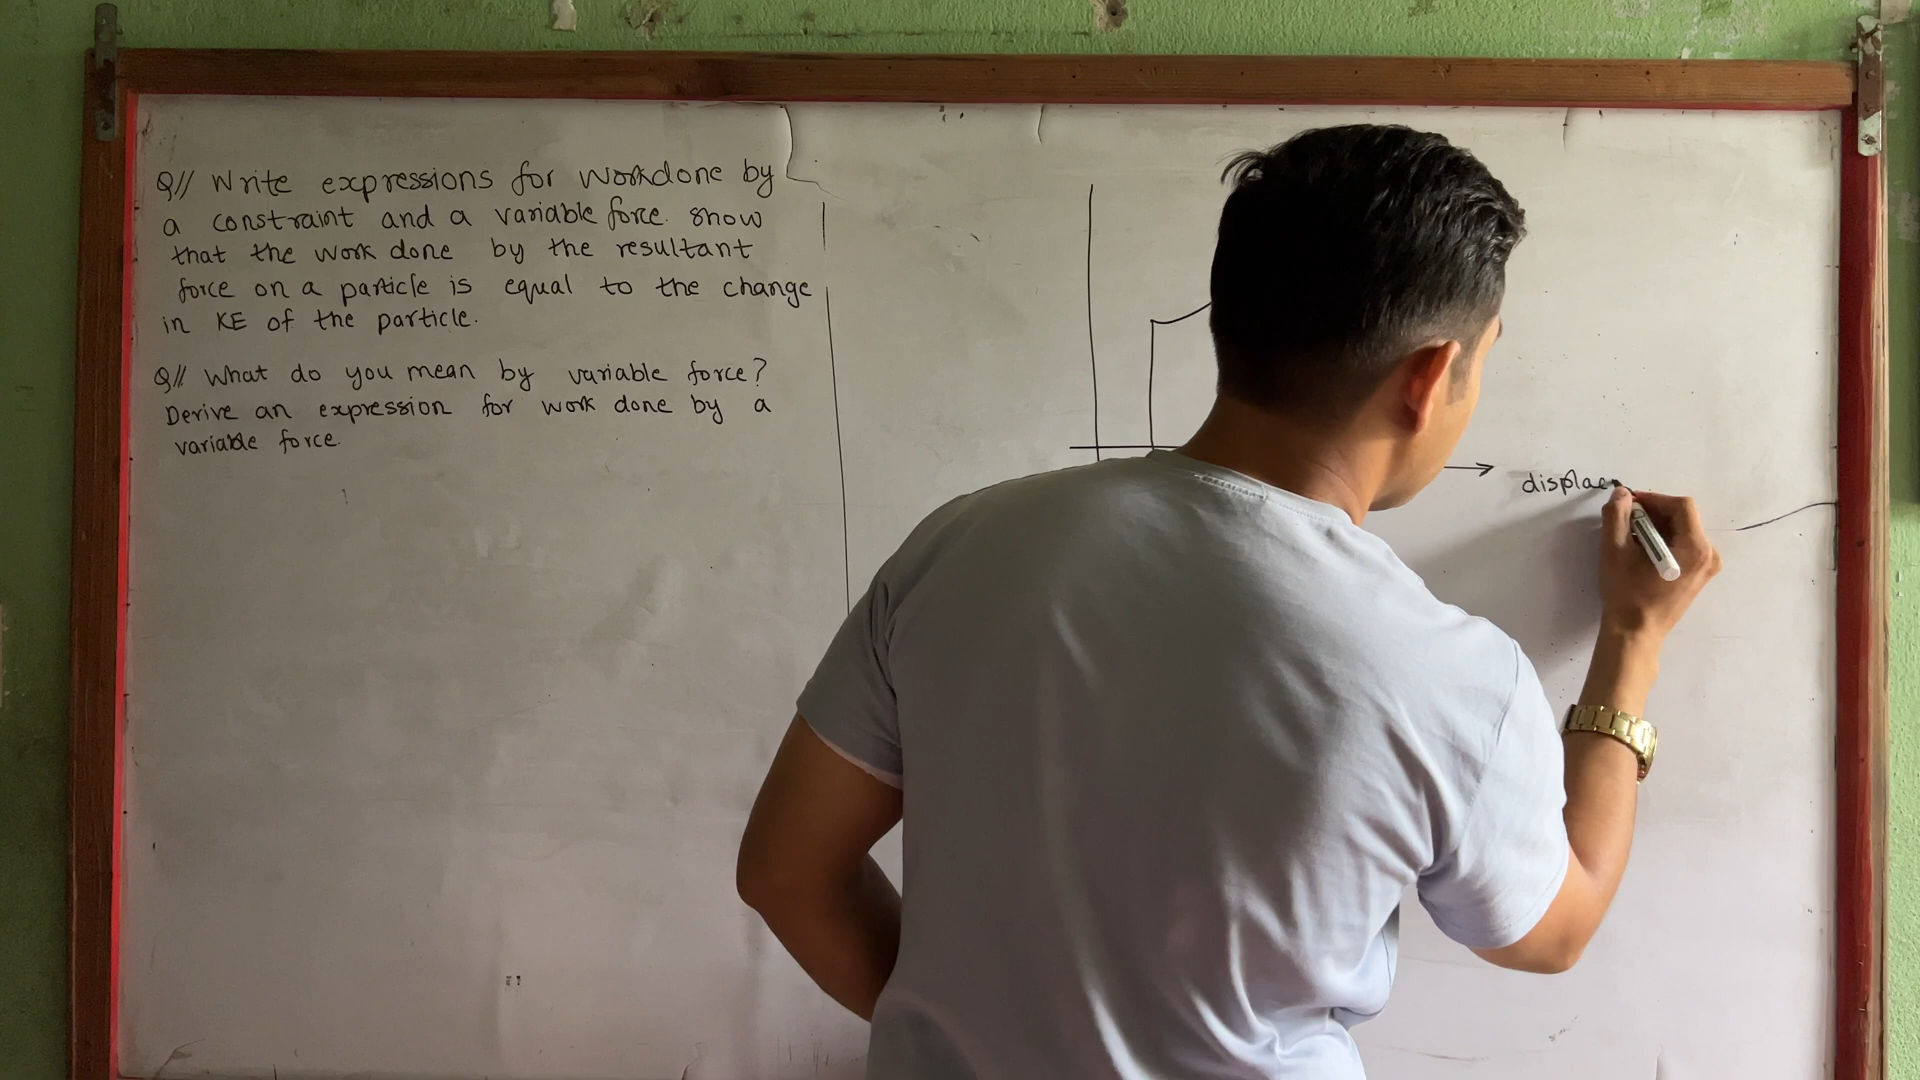 Q// Write expressions for workdone by
a constraint and a variable force. show
that the work done by the resultant
force on a particle is equal to the change
in KE of the particle.
Q// What do you mean by variable force?
Derive an expression for work done by a
variable force.
displac